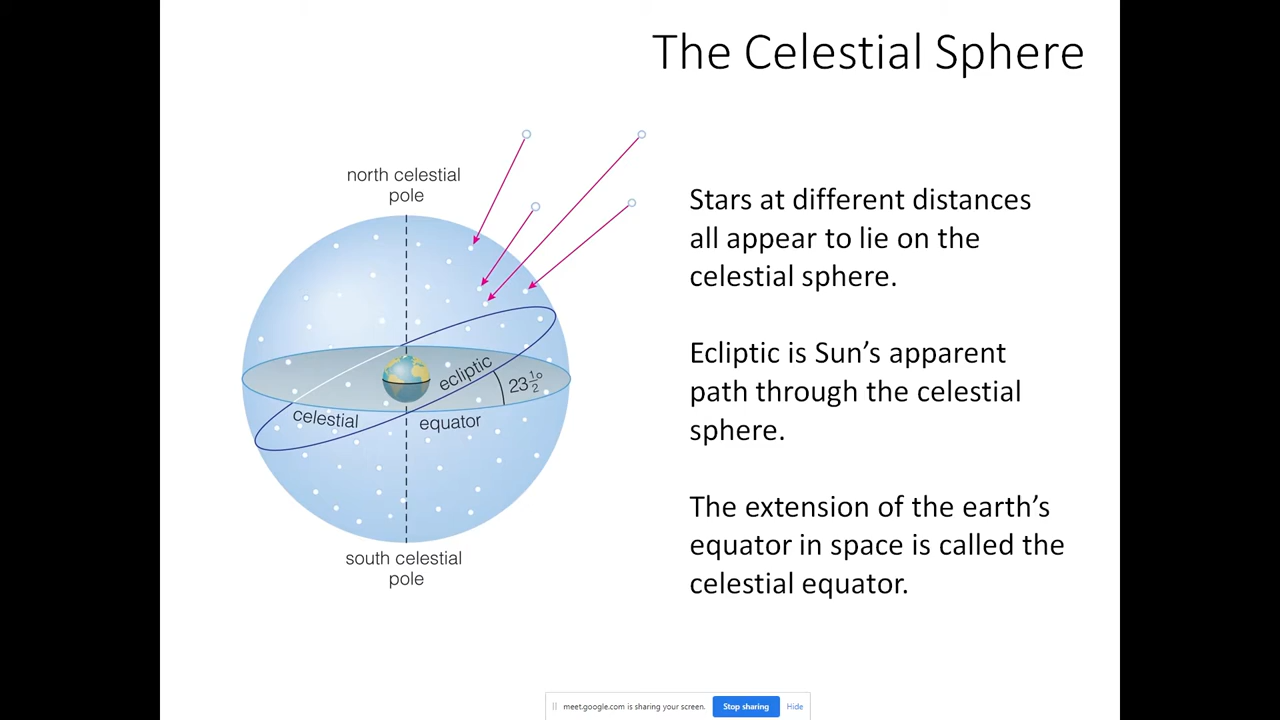 The Celestial Sphere
north celestial
pole
ecliptic
23 1/2°
celestial
equator
south celestial
pole
Stars at different distances
all appear to lie on the
celestial sphere.
Ecliptic is Sun’s apparent
path through the celestial
sphere.
The extension of the earth’s
equator in space is called the
celestial equator.
meet.google.com is sharing your screen.
Stop sharing
Hide